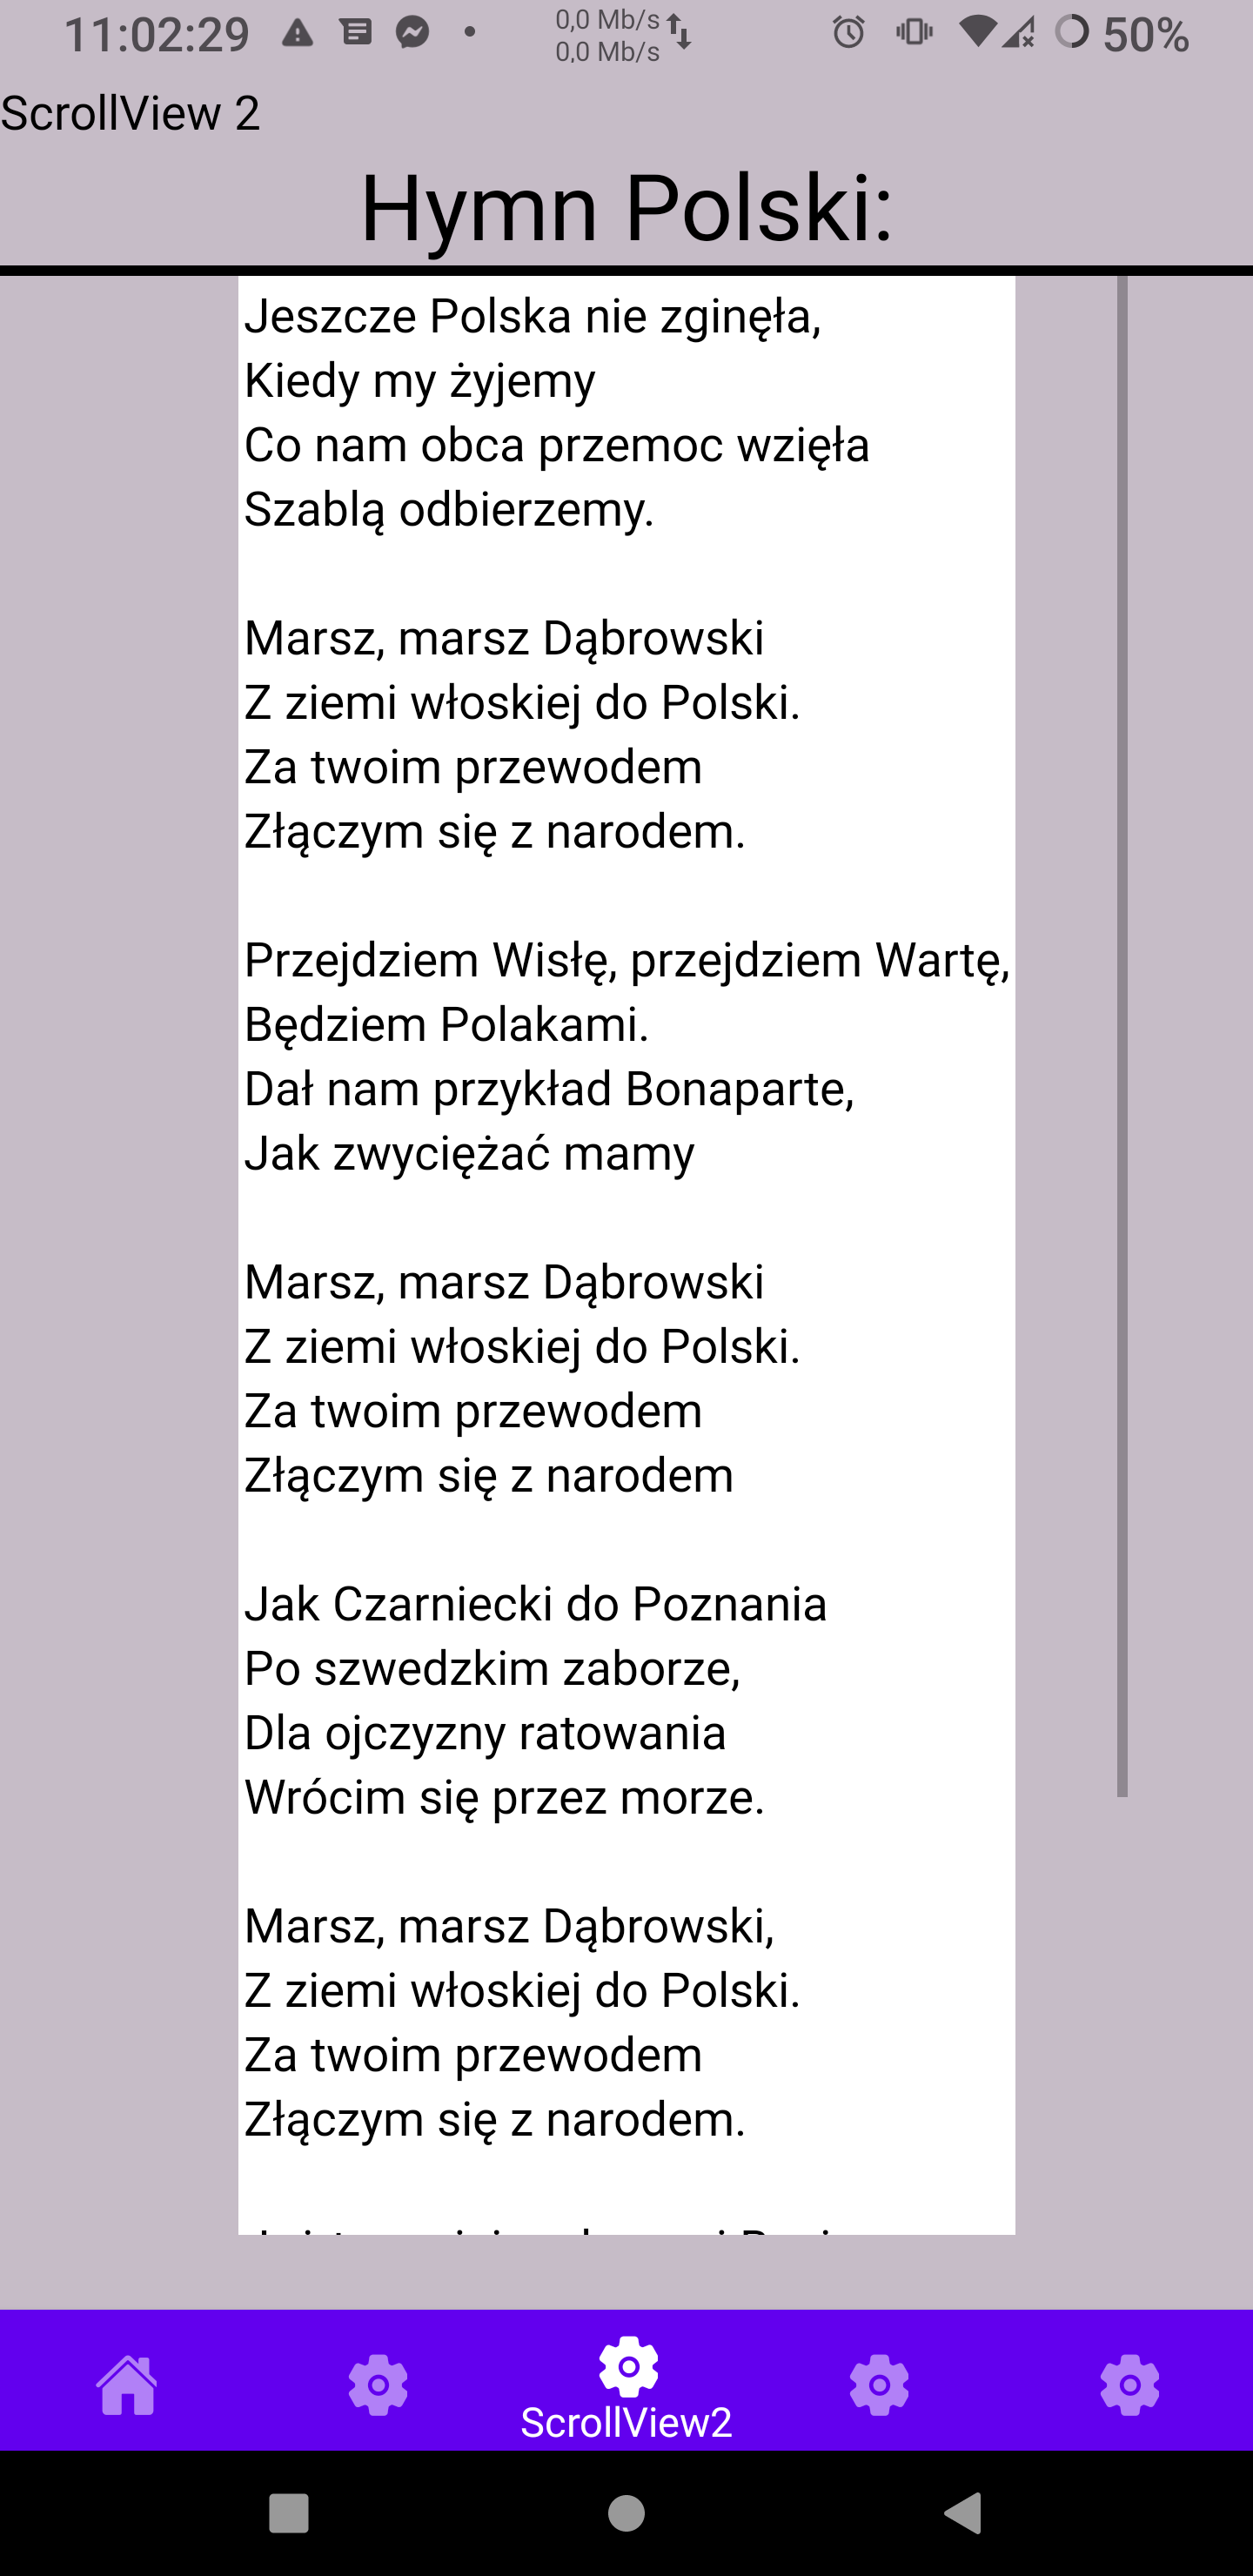 11:02:29
0,0 Mb/s
0,0 Mb/s
50%
ScrollView 2
Hymn Polski:
Jeszcze Polska nie zginęła,
Kiedy my żyjemy
Co nam obca przemoc wzięła
Szablą odbierzemy.
Marsz, marsz Dąbrowski
Z ziemi włoskiej do Polski.
Za twoim przewodem
Złączym się z narodem.
Przejdziem Wisłę, przejdziem Wartę,
Będziem Polakami.
Dał nam przykład Bonaparte,
Jak zwyciężać mamy
Marsz, marsz Dąbrowski
Z ziemi włoskiej do Polski.
Za twoim przewodem
Złączym się z narodem
Jak Czarniecki do Poznania
Po szwedzkim zaborze,
Dla ojczyzny ratowania
Wrócim się przez morze.
Marsz, marsz Dąbrowski,
Z ziemi włoskiej do Polski.
Za twoim przewodem
Złączym się z narodem.
ScrollView2